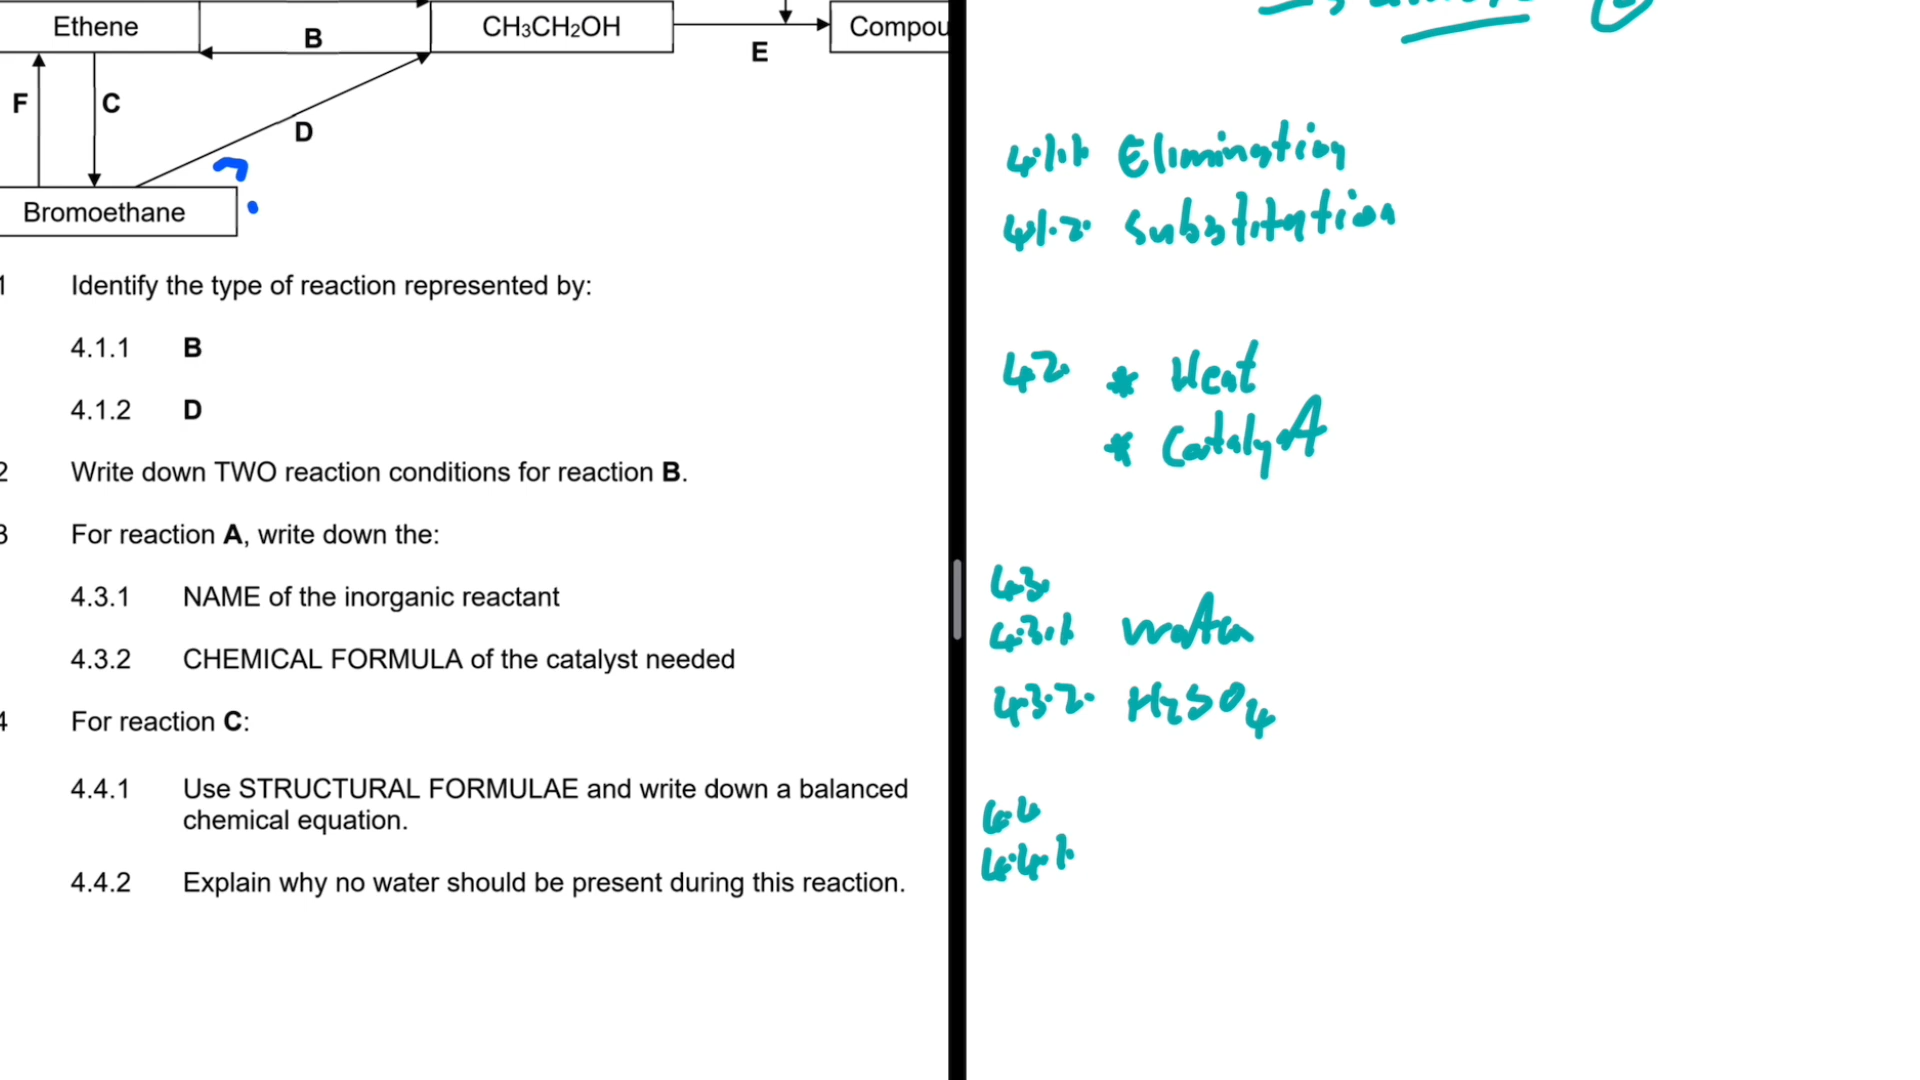 Ethene
B
CH₃CH₂OH
E
Compou
F
C
D
Bromoethane
1 Identify the type of reaction represented by:
4.1.1 B
4.1.2 D
2 Write down TWO reaction conditions for reaction B.
3 For reaction A, write down the:
4.3.1 NAME of the inorganic reactant
4.3.2 CHEMICAL FORMULA of the catalyst needed
4 For reaction C:
4.4.1 Use STRUCTURAL FORMULAE and write down a balanced
chemical equation.
4.4.2 Explain why no water should be present during this reaction.
4.1.1 Elimination
4.1.2. Substitution
4.2. * Heat
* Catalyst
4.3.
4.3.1 water
4.3.2. H₂SO₄
4.4
4.4.1